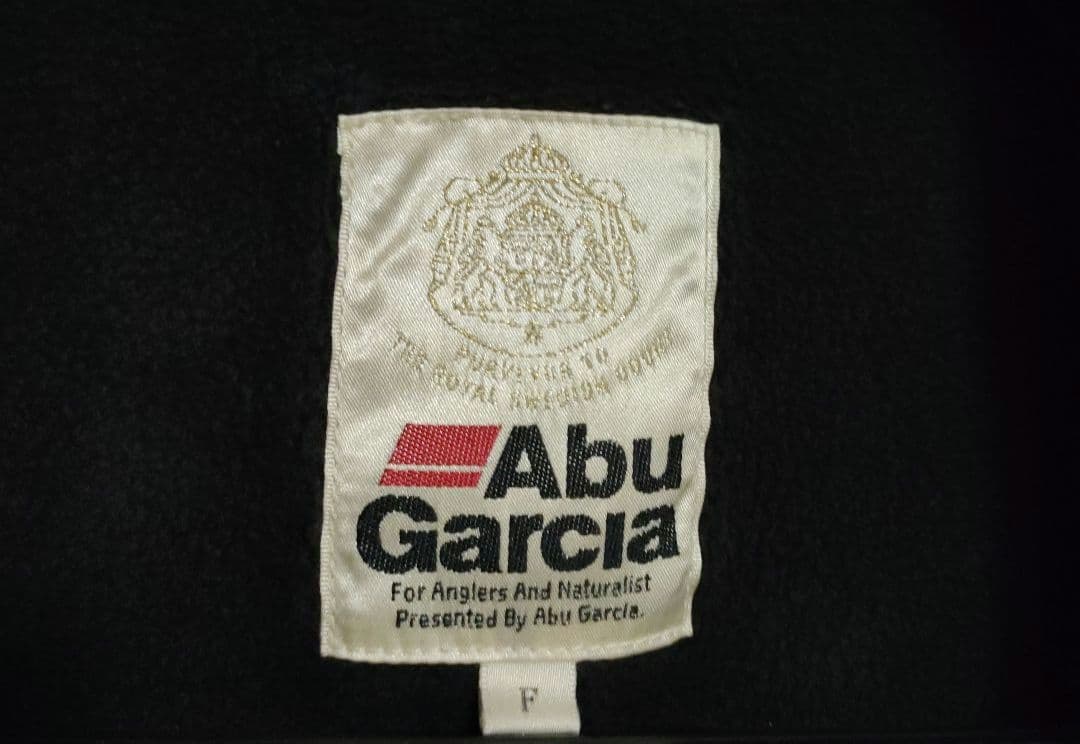 PURVEYOR TO
THE ROYAL SWEDISH COURT
Abu
Garcia
For Anglers And Naturalist
Presented By Abu Garcia.
F